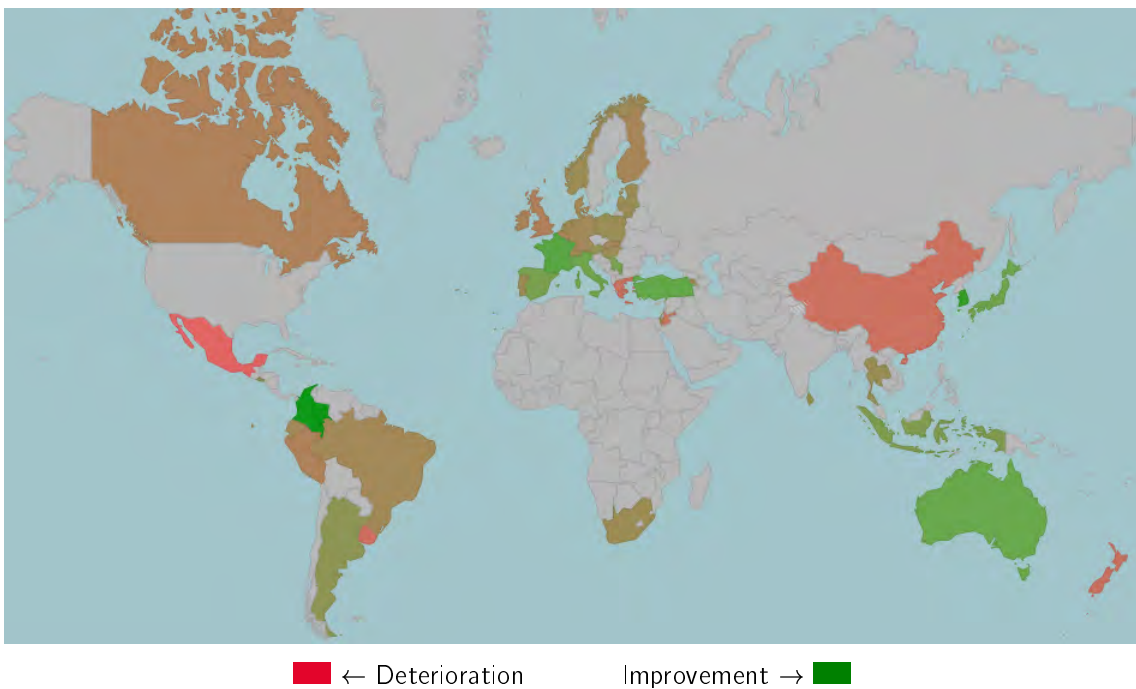 ← Deterioration Improvement →